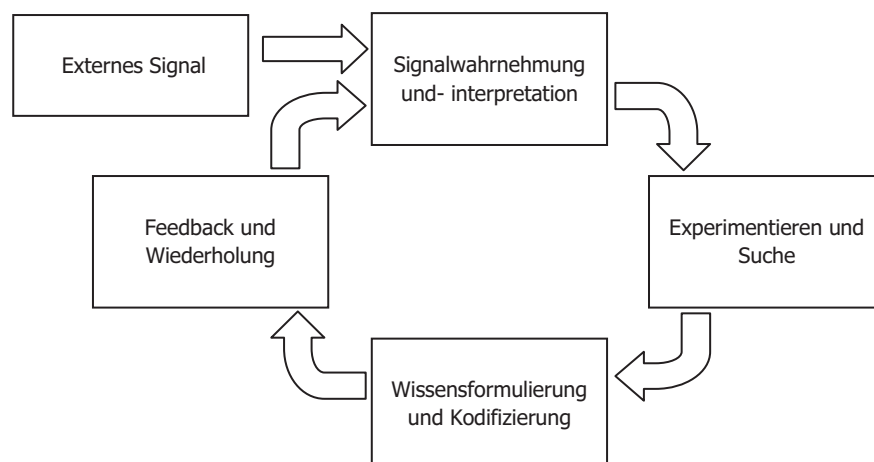 Externes Signal
Signalwahrnehmung
und- interpretation
Experimentieren und
Suche
Wissensformulierung
und Kodifizierung
Feedback und
Wiederholung